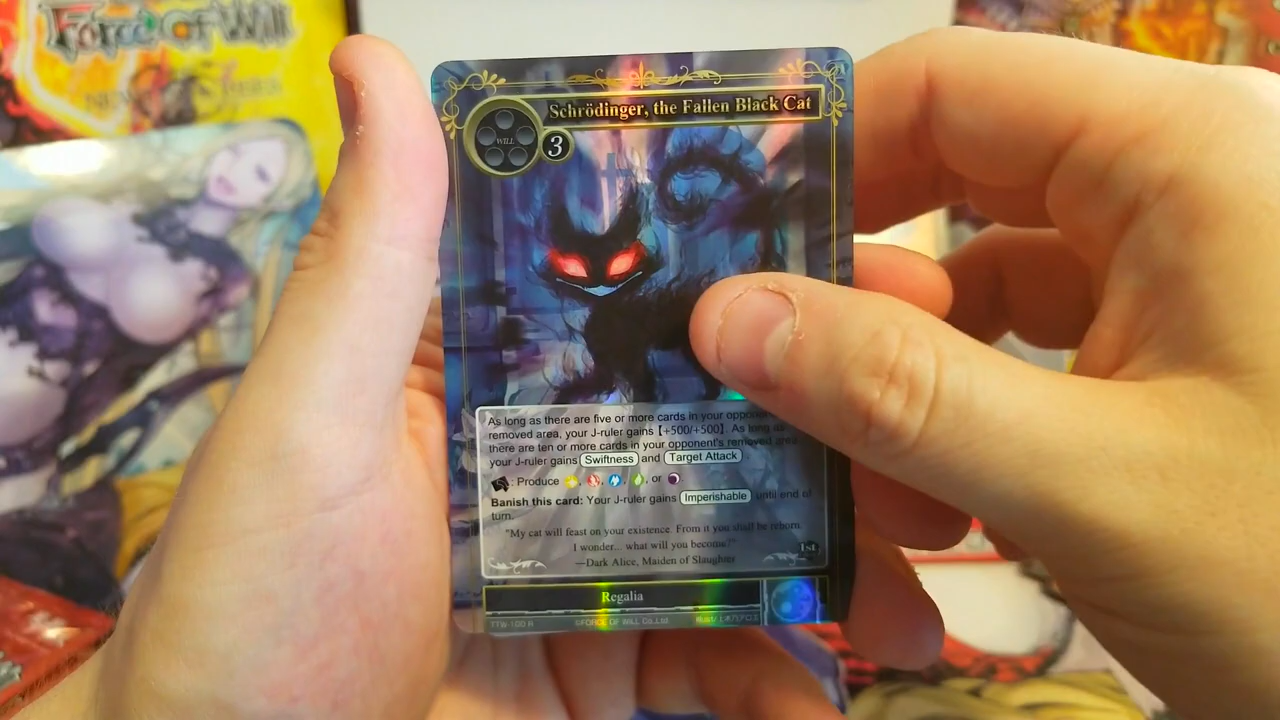 Force of Will
NEW
Schrödinger, the Fallen Black Cat
WILL
3
As long as there are five or more cards in your
removed area, your J-ruler gains【+500/+500】. As long as
there are ten or more cards in your opponent's removed area
your J-ruler gains Swiftness and Target Attack
: Produce , , , , or .
Banish this card: Your J-ruler gains Imperishable until end of
turn.
"My cat will feast on your existence. From it you shall be reborn.
I wonder... what will you become?"
1st
—Dark Alice, Maiden of Slaughter
Regalia
TTW-100 R ©FORCE OF WILL Co.,Ltd. Illust/